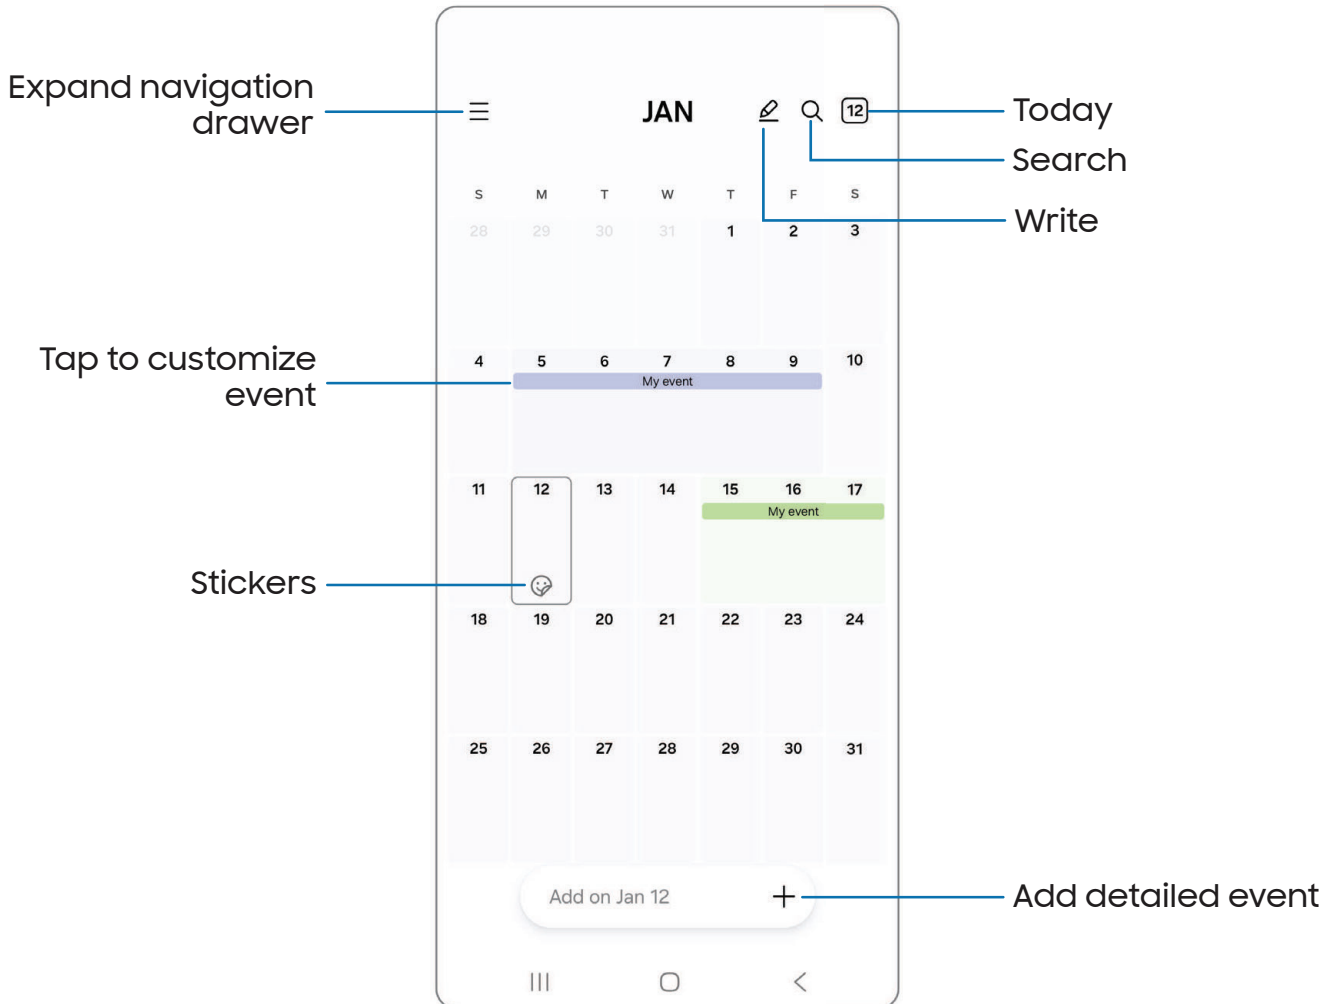 Expand navigation
drawer
JAN
12
Today
Search
Write
S M T W T F S
28 29 30 31 1 2 3
Tap to customize
event
4 5 6 7 8 9 10
My event
11 12 13 14 15 16 17
My event
Stickers
18 19 20 21 22 23 24
25 26 27 28 29 30 31
Add on Jan 12
Add detailed event